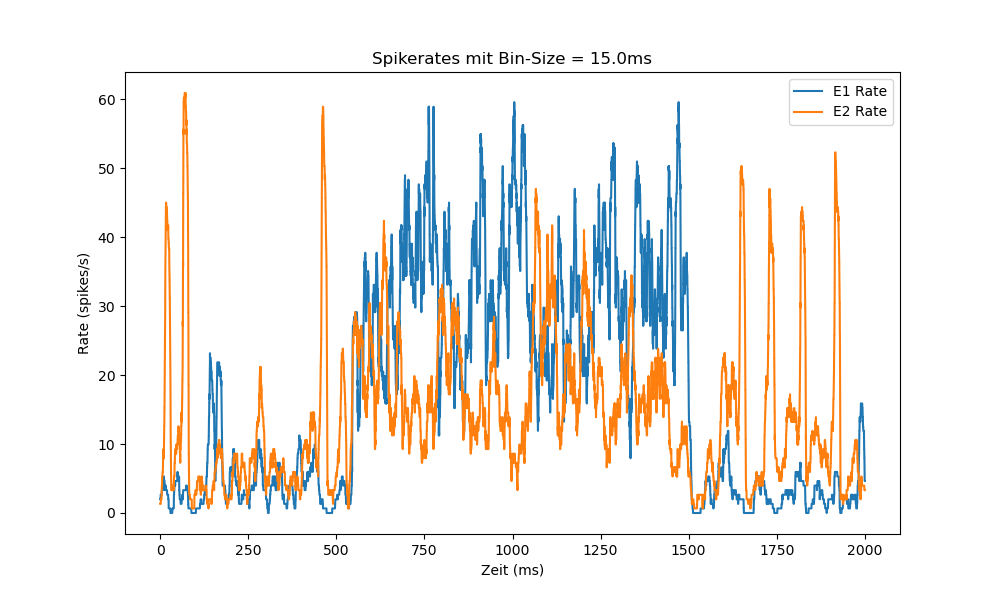 Spikerates mit Bin-Size = 15.0ms
E1 Rate
E2 Rate
Rate (spikes/s)
60
50
40
30
20
10
0
0 250 500 750 1000 1250 1500 1750 2000
Zeit (ms)